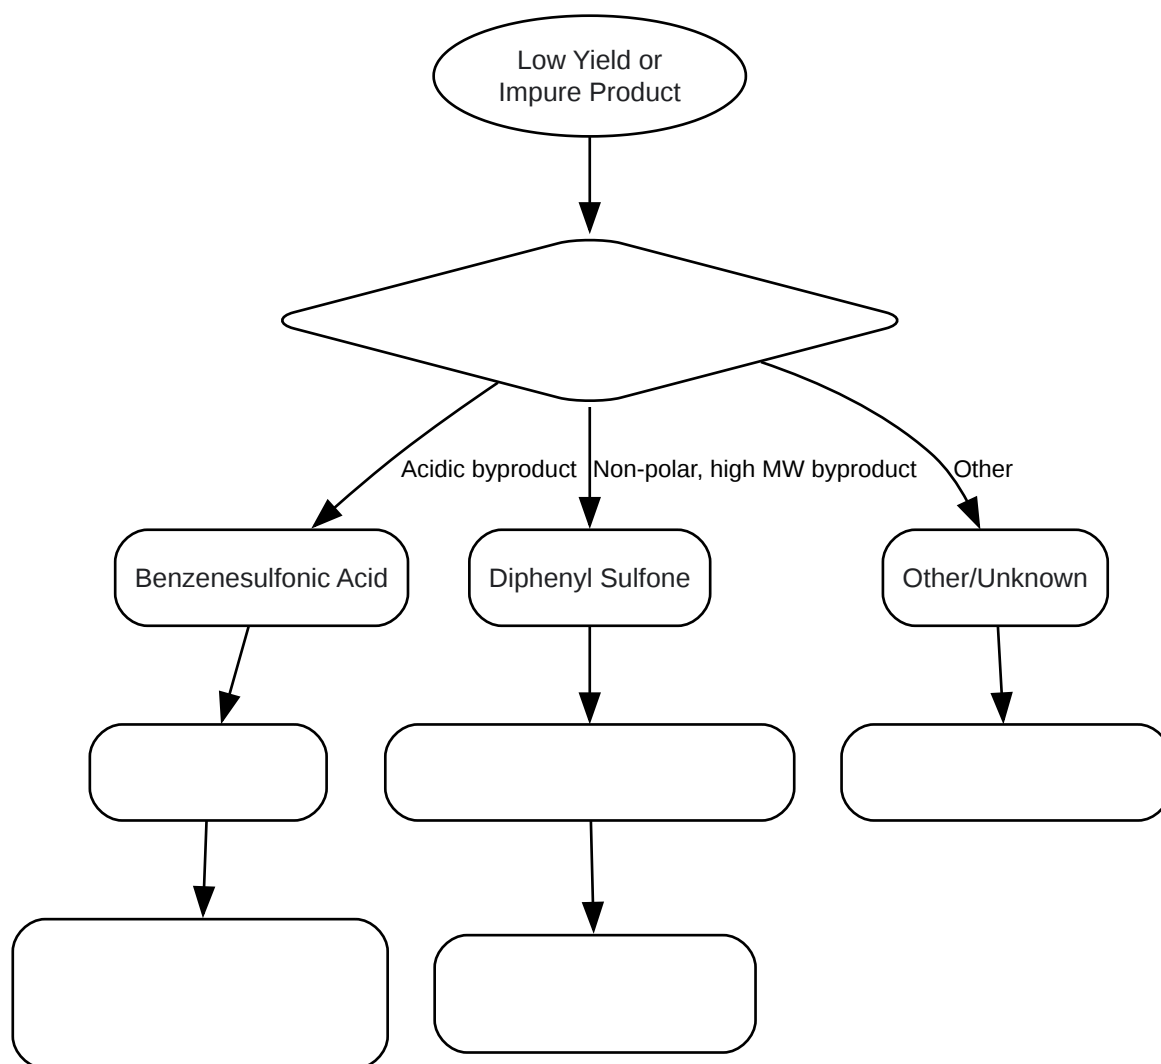 Low Yield or
Impure Product
Acidic byproduct
Non-polar, high MW byproduct
Other
Benzenesulfonic Acid
Diphenyl Sulfone
Other/Unknown